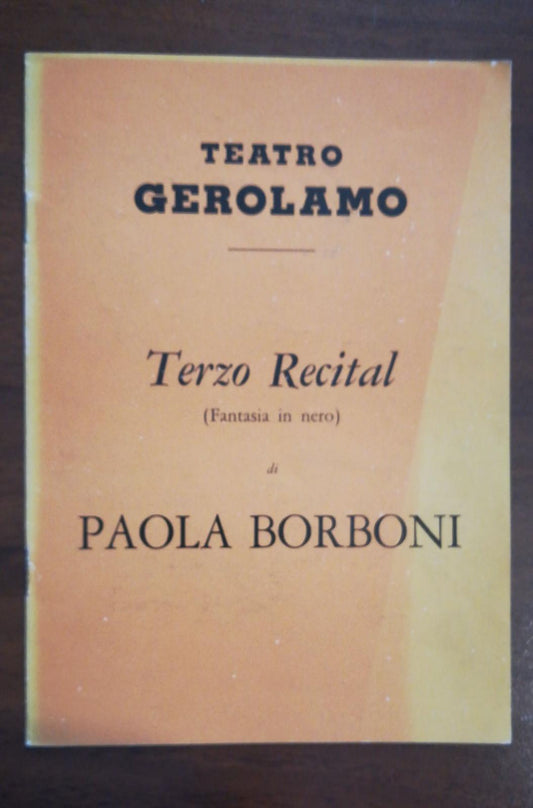 TEATRO
GEROLAMO
Terzo Recital
(Fantasia in nero)
di
PAOLA BORBONI